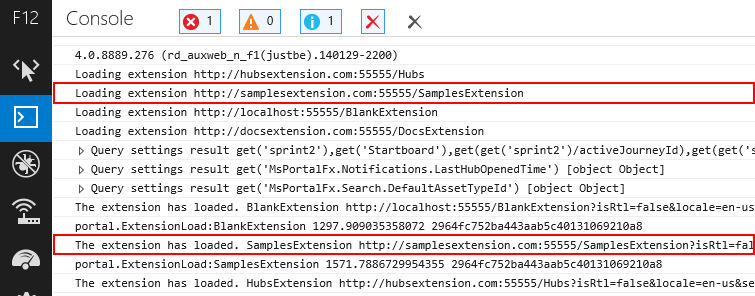 F12 Console 1 0 1
4.0.8889.276 (rd_auxweb_n_f1(justbe).140129-2200)
Loading extension http://hubsextension.com:55555/Hubs
Loading extension http://samplesextension.com:55555/SamplesExtension
Loading extension http://localhost:55555/BlankExtension
Loading extension http://docsextension.com:55555/DocsExtension
Query settings result get('sprint2'),get('Startboard'),get(get('sprint2')/activeJourneyId),get(get('s
Query settings result get('MsPortalFx.Notifications.LastHubOpenedTime') [object Object]
Query settings result get('MsPortalFx.Search.DefaultAssetTypeId') [object Object]
The extension has loaded. BlankExtension http://localhost:55555/BlankExtension?isRtl=false&locale=en-us
portal.ExtensionLoad:BlankExtension 1297.909035358072 2964fc752ba443aab5c40131069210a8
The extension has loaded. SamplesExtension http://samplesextension.com:55555/SamplesExtension?isRtl=fal
portal.ExtensionLoad:SamplesExtension 1571.7886729954355 2964fc752ba443aab5c40131069210a8
The extension has loaded. HubsExtension http://hubsextension.com:55555/Hubs?isRtl=false&locale=en-us&se